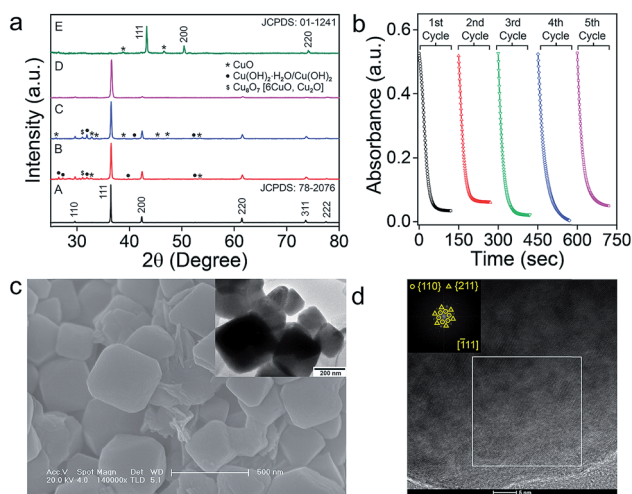 a
Intensity (a.u.)
E
JCPDS: 01-1241
111
200
220
*
*
* CuO
● Cu(OH)₂·H₂O/Cu(OH)₂
$ Cu₈O₇ [6CuO, Cu₂O]
D
C
B
A
JCPDS: 78-2076
110
111
200
220
311
222
30 40 50 60 70 80
2θ (Degree)
b
Absorbance (a.u.)
1st 2nd 3rd 4th 5th
Cycle Cycle Cycle Cycle Cycle
0.6
0.4
0.2
0.0
0 150 300 450 600 750
Time (sec)
c
200 nm
Acc.V Spot Magn Det WD
20.0 kV 4.0 140000x TLD 5.1
500 nm
d
○ {110} △ {211}
[1̄11]
5 nm